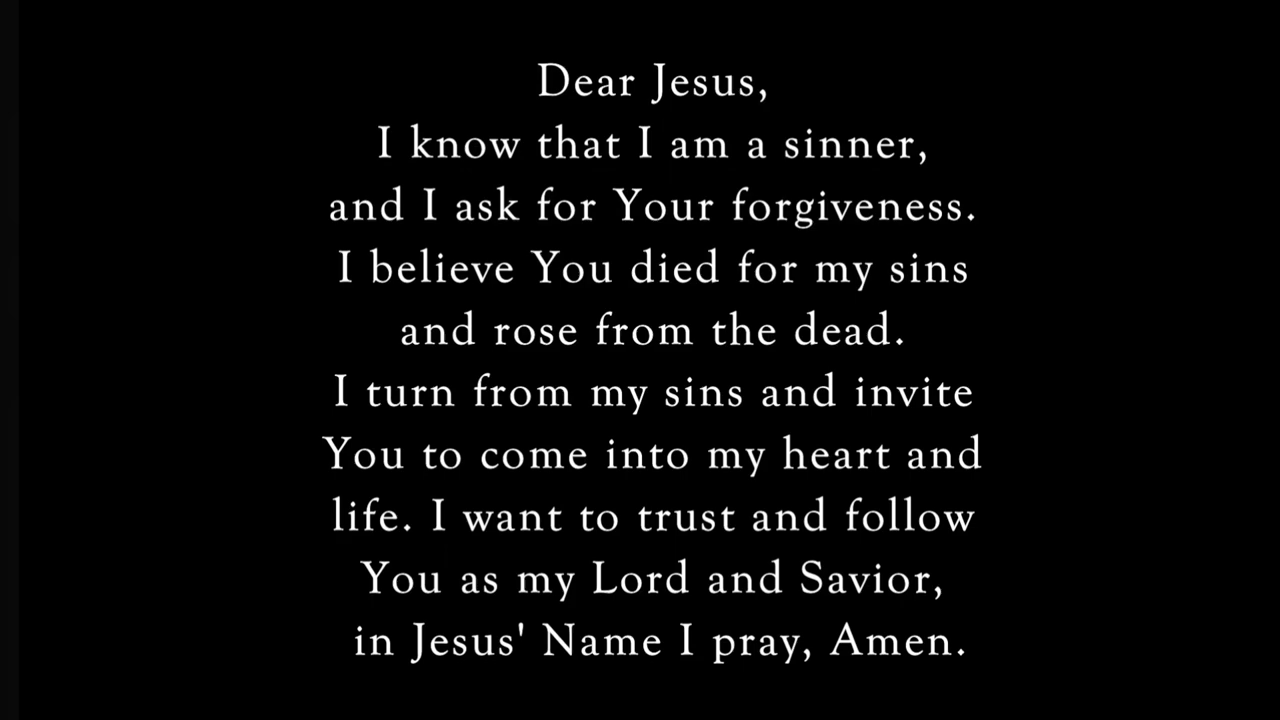 Dear Jesus,
I know that I am a sinner,
and I ask for Your forgiveness.
I believe You died for my sins
and rose from the dead.
I turn from my sins and invite
You to come into my heart and
life. I want to trust and follow
You as my Lord and Savior,
in Jesus' Name I pray, Amen.